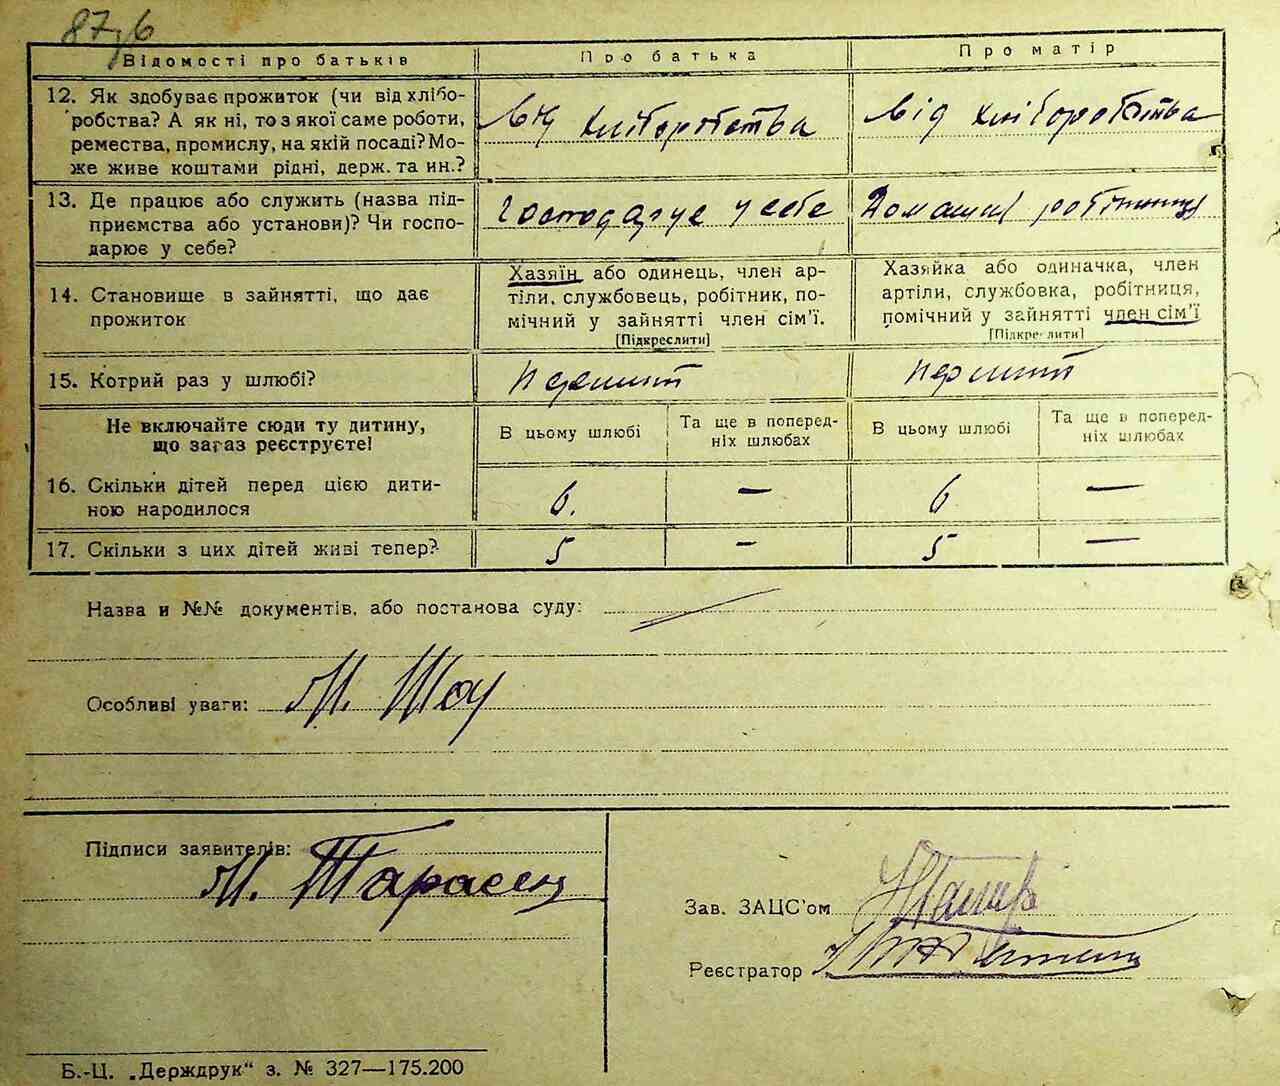 87 зб
Відомості про батьків
Про батька
Про матір
12. Як здобуває прожиток (чи від хлібо-
робства? А як ні, то з якої саме роботи,
ремества, промислу, на якій посаді? Мо-
же живе коштами рідні, держ. та ин.?
від хліборобства
від хліборобства
13. Де працює або служить (назва під-
приємства або установи)? Чи госпо-
дарює у себе?
господарює у себе
Домашня робітниця
14. Становище в зайнятті, що дає
прожиток
Хазяїн або одинець, член ар-
тіли, службовець, робітник, по-
мічний у зайнятті член сім'ї.
[Підкреслити]
Хазяйка або одиначка, член
артіли, службовка, робітниця,
помічний у зайнятті член сім'ї
[Підкреслити]
15. Котрий раз у шлюбі?
перший
перший
Не включайте сюди ту дитину,
що зараз реєструєте!
В цьому шлюбі
Та ще в поперед-
ніх шлюбах
В цьому шлюбі
Та ще в поперед-
ніх шлюбах
16. Скільки дітей перед цією дити-
ною народилося
6. — 6 —
17. Скільки з цих дітей живі тепер?
5 — 5 —
Назва и №№ документів, або постанова суду:
Особливі уваги:
Підписи заявителів:
М. Тарасен
Зав. ЗАЦС'ом
Реєстратор
Б.-Ц. „Держдрук" з. № 327—175.200